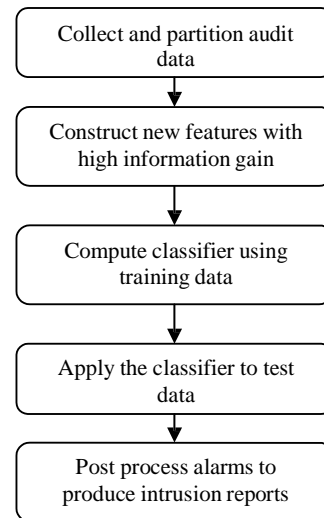 Collect and partition audit
data
Construct new features with
high information gain
Compute classifier using
training data
Apply the classifier to test
data
Post process alarms to
produce intrusion reports